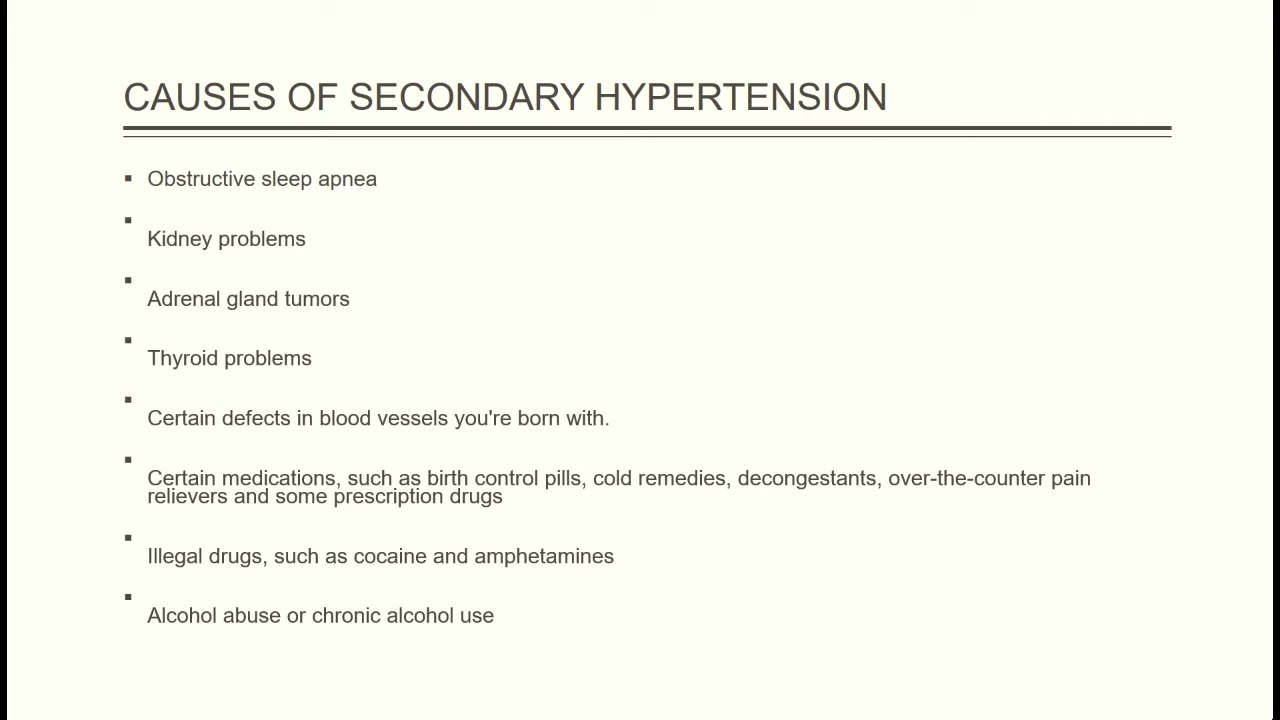 CAUSES OF SECONDARY HYPERTENSION
▪ Obstructive sleep apnea
▪ Kidney problems
▪ Adrenal gland tumors
▪ Thyroid problems
▪ Certain defects in blood vessels you're born with.
▪ Certain medications, such as birth control pills, cold remedies, decongestants, over-the-counter pain
relievers and some prescription drugs
▪ Illegal drugs, such as cocaine and amphetamines
▪ Alcohol abuse or chronic alcohol use